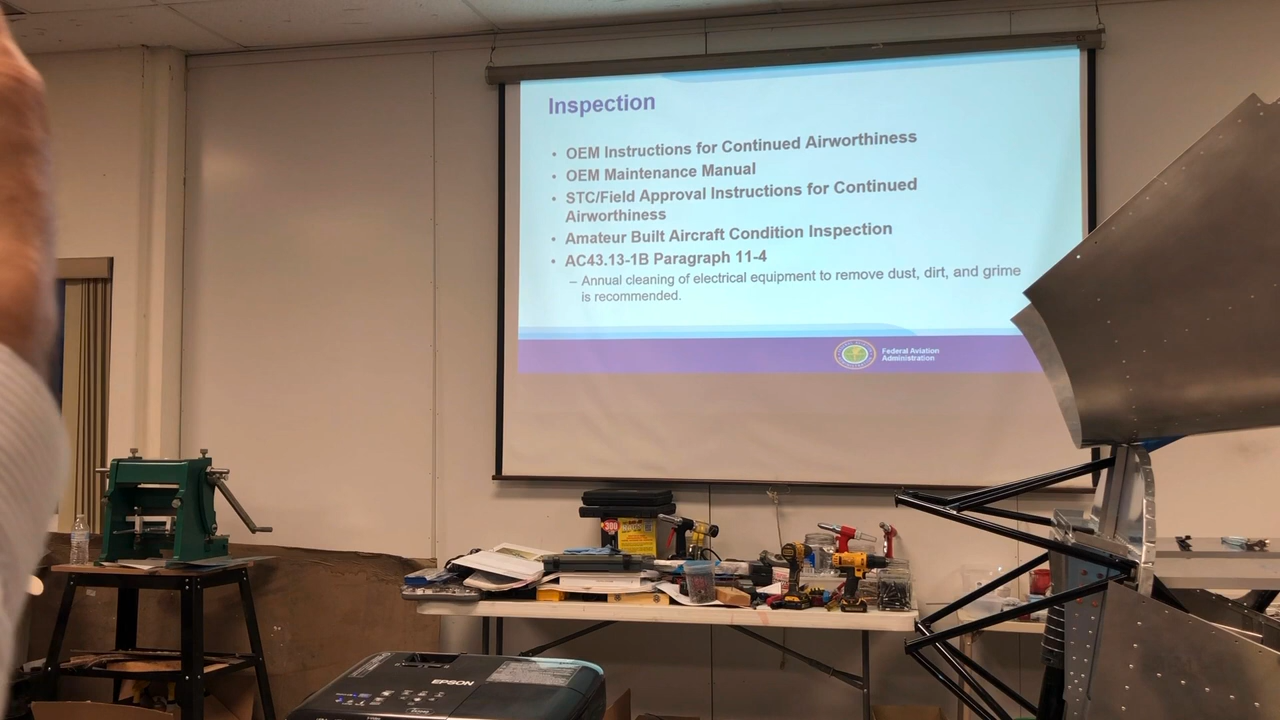 Inspection
• OEM Instructions for Continued Airworthiness
• OEM Maintenance Manual
• STC/Field Approval Instructions for Continued
Airworthiness
• Amateur Built Aircraft Condition Inspection
• AC43.13-1B Paragraph 11-4
– Annual cleaning of electrical equipment to remove dust, dirt, and grime
is recommended.
Federal Aviation
Administration
300
EPSON